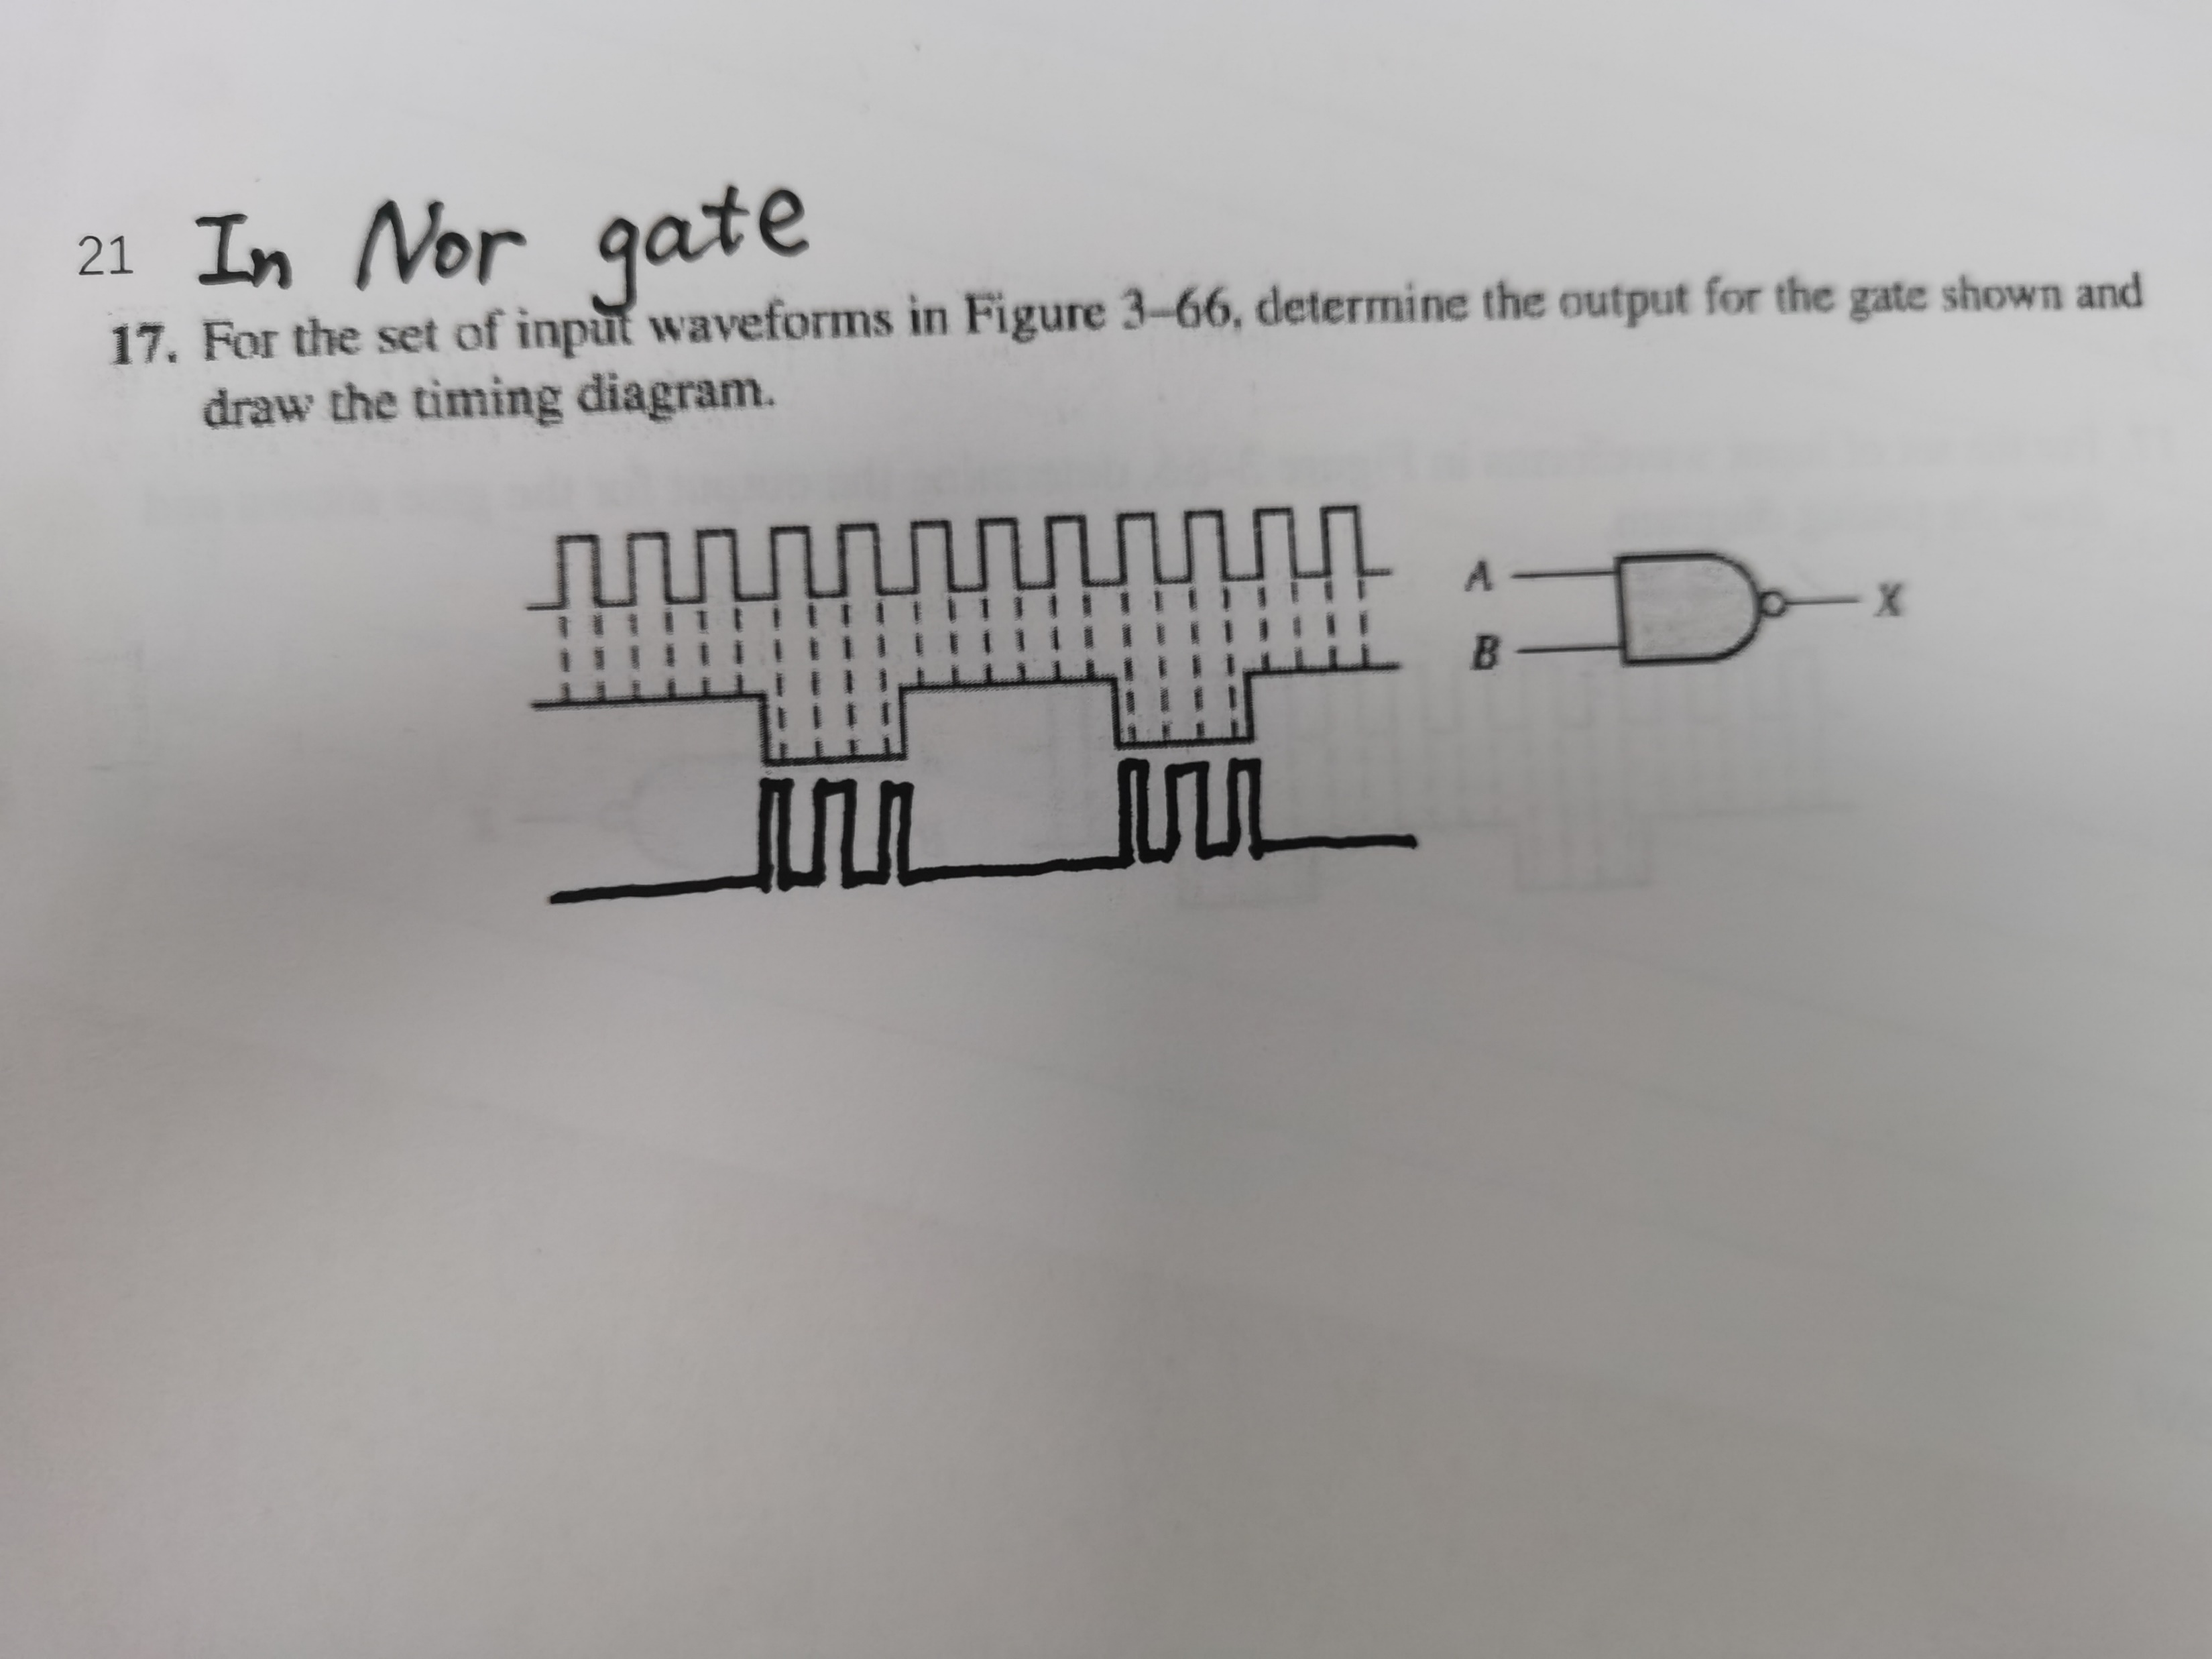 21 In Nor gate
17. For the set of input waveforms in Figure 3–66, determine the output for the gate shown and
draw the timing diagram.
A
X
B